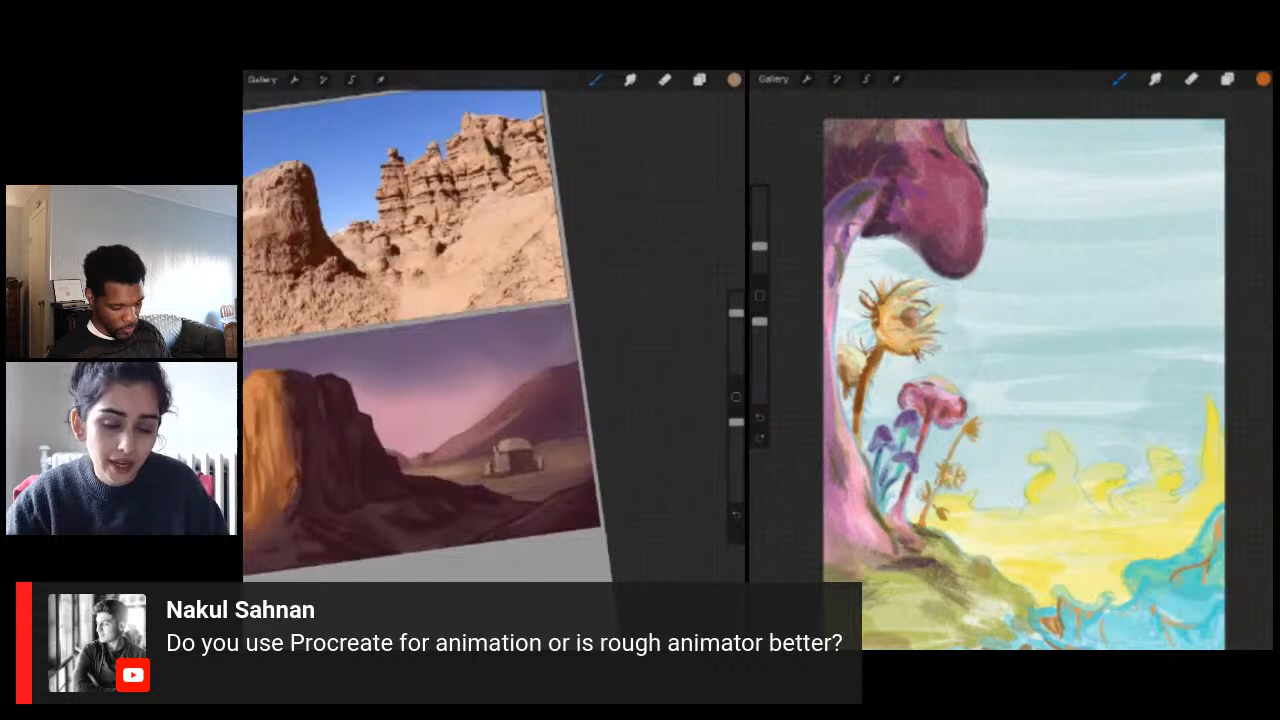 Gallery
Gallery
Nakul Sahnan
Do you use Procreate for animation or is rough animator better?